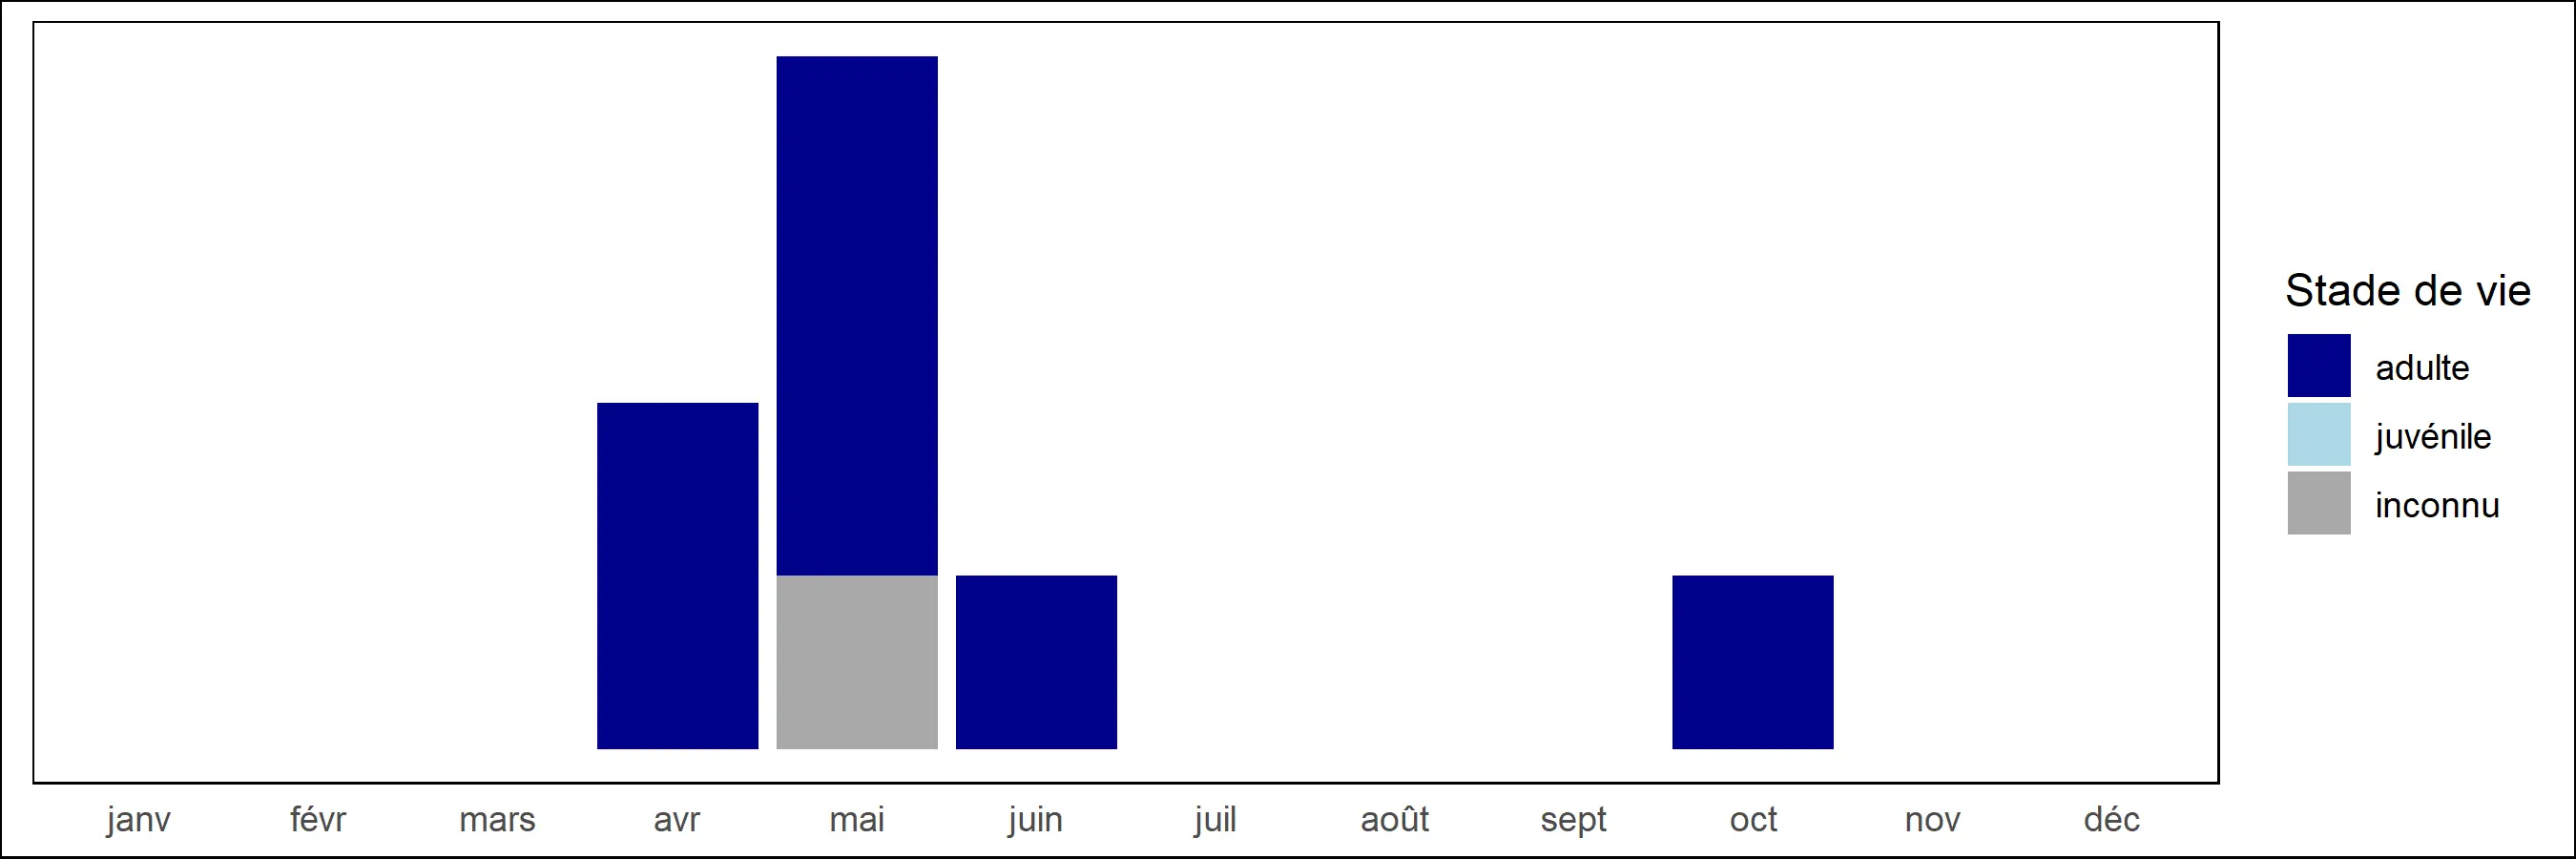 Stade de vie
adulte
juvénile
inconnu
janv févr mars avr mai juin juil août sept oct nov déc